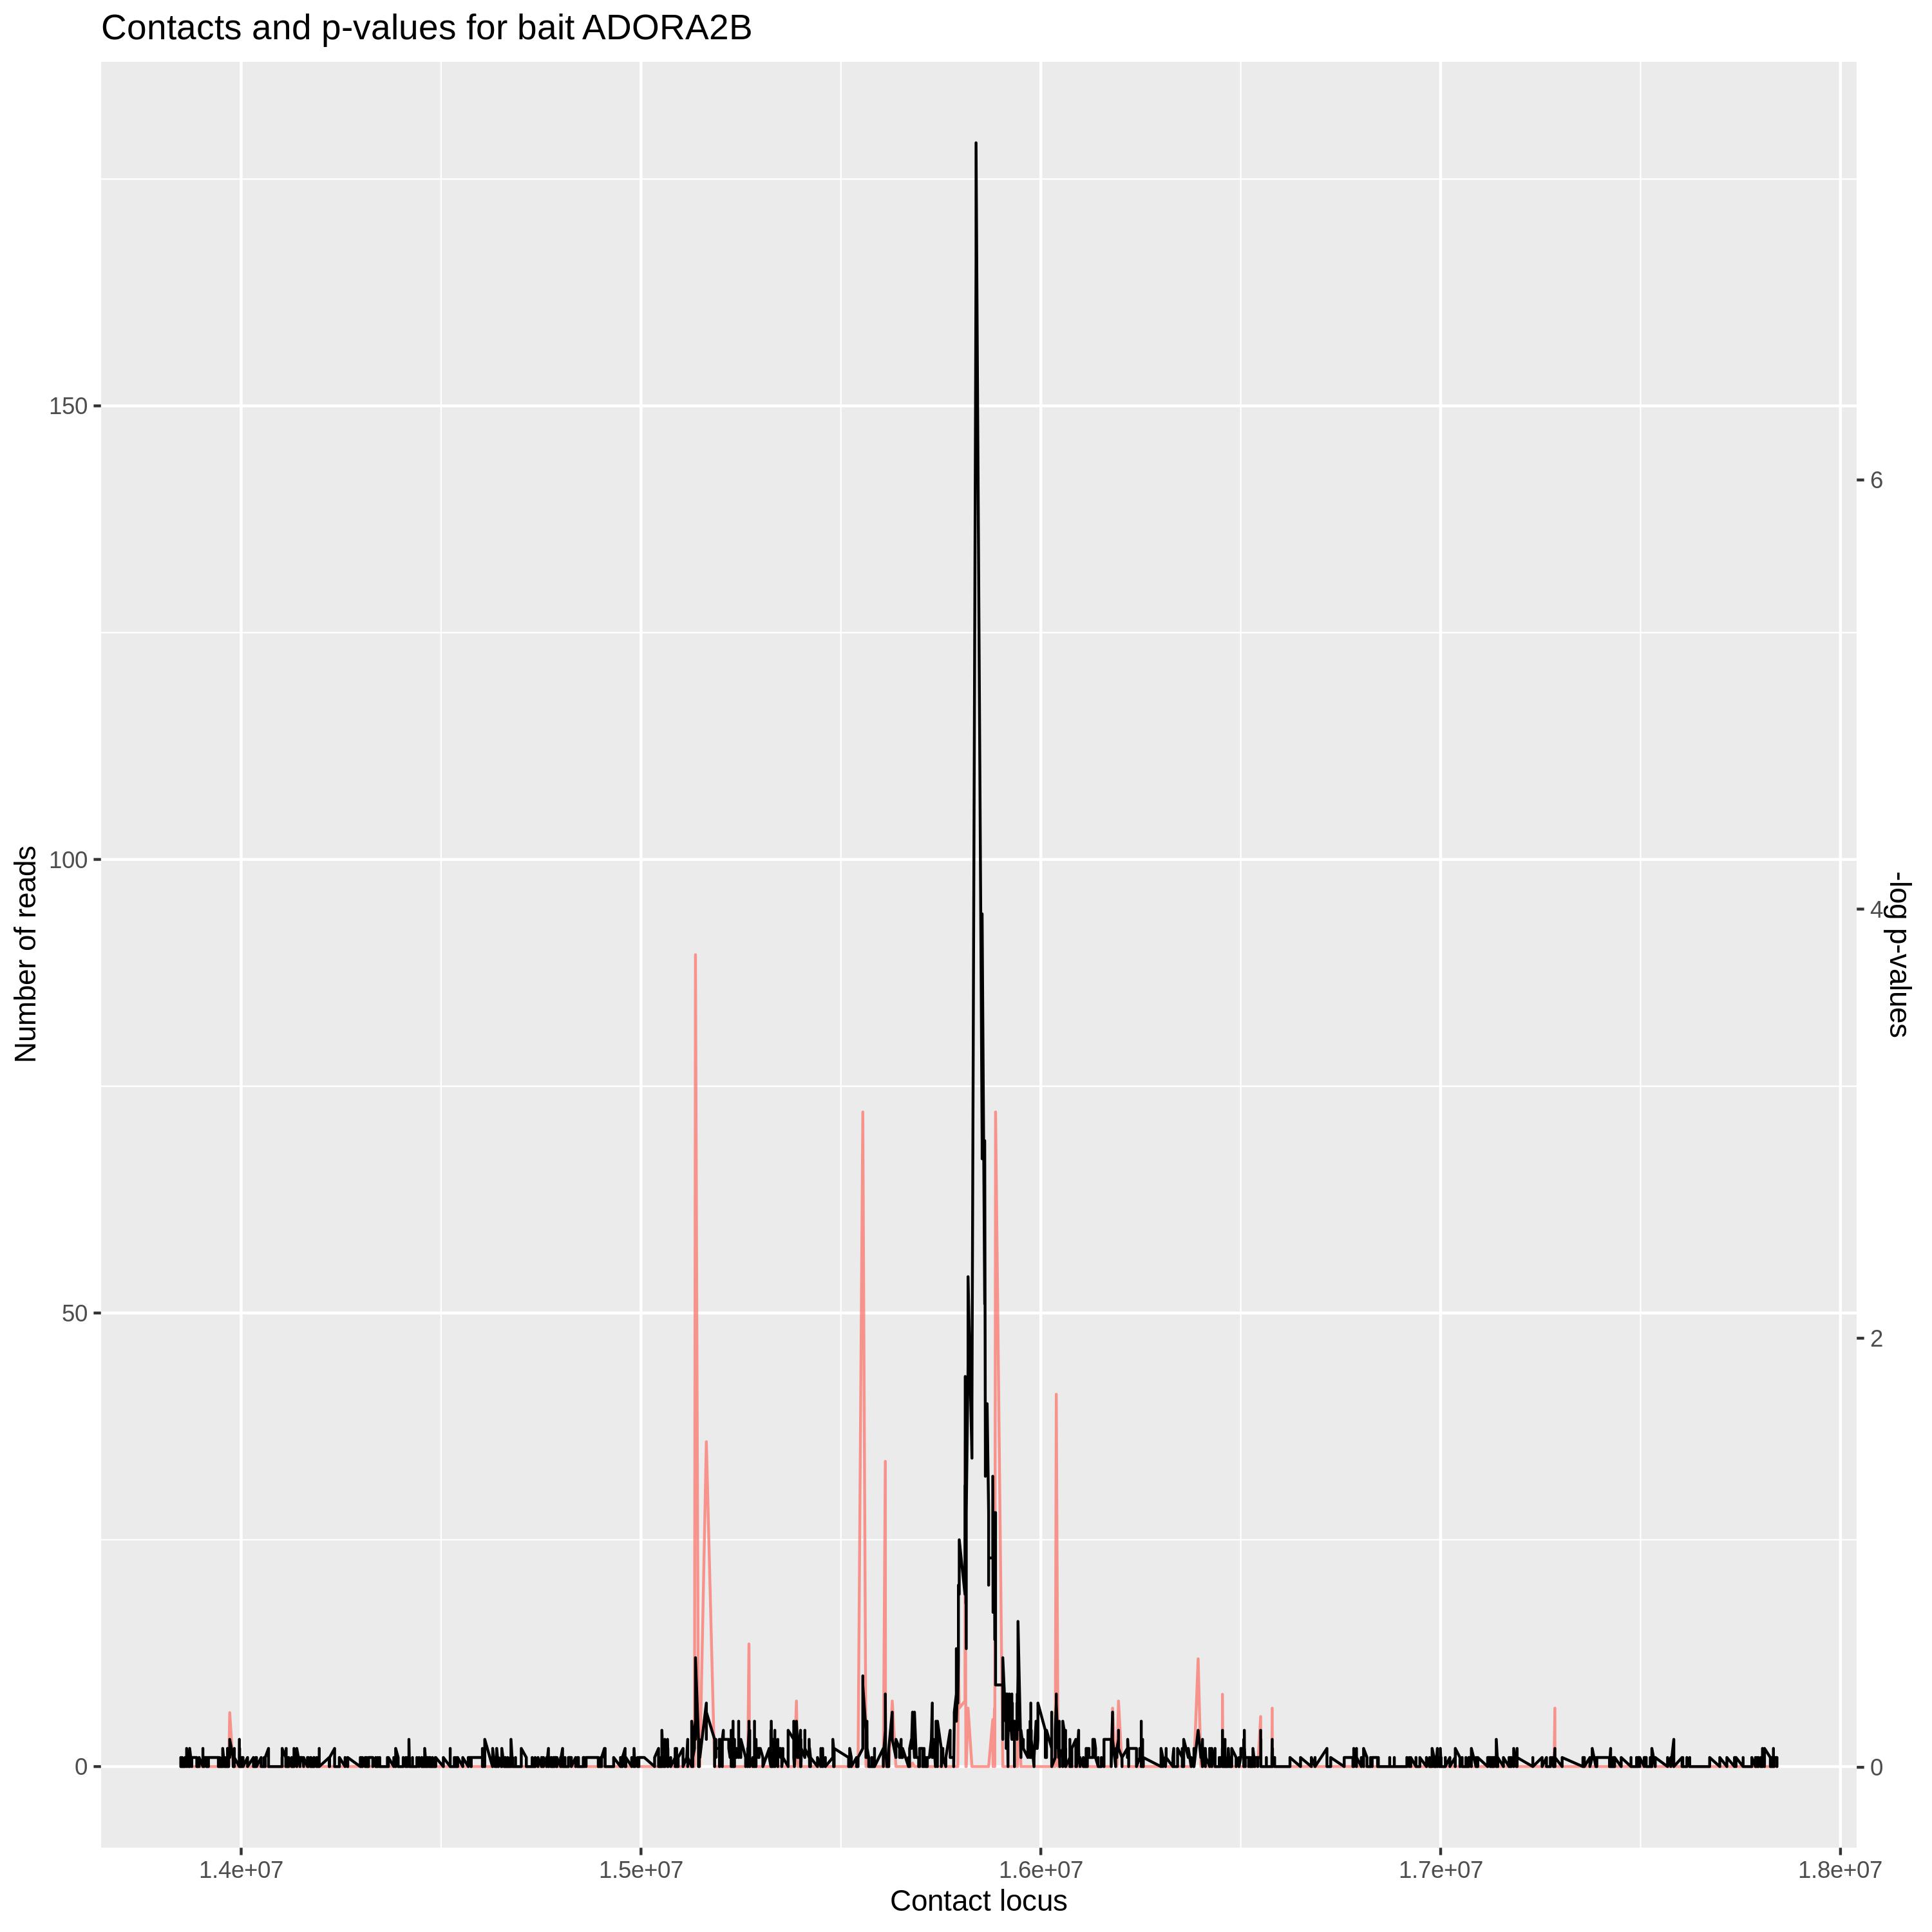 Contacts and p-values for bait ADORA2B
Number of reads
150
100
50
0
6
4
2
0
-log p-values
1.4e+07 1.5e+07 1.6e+07 1.7e+07 1.8e+07
Contact locus